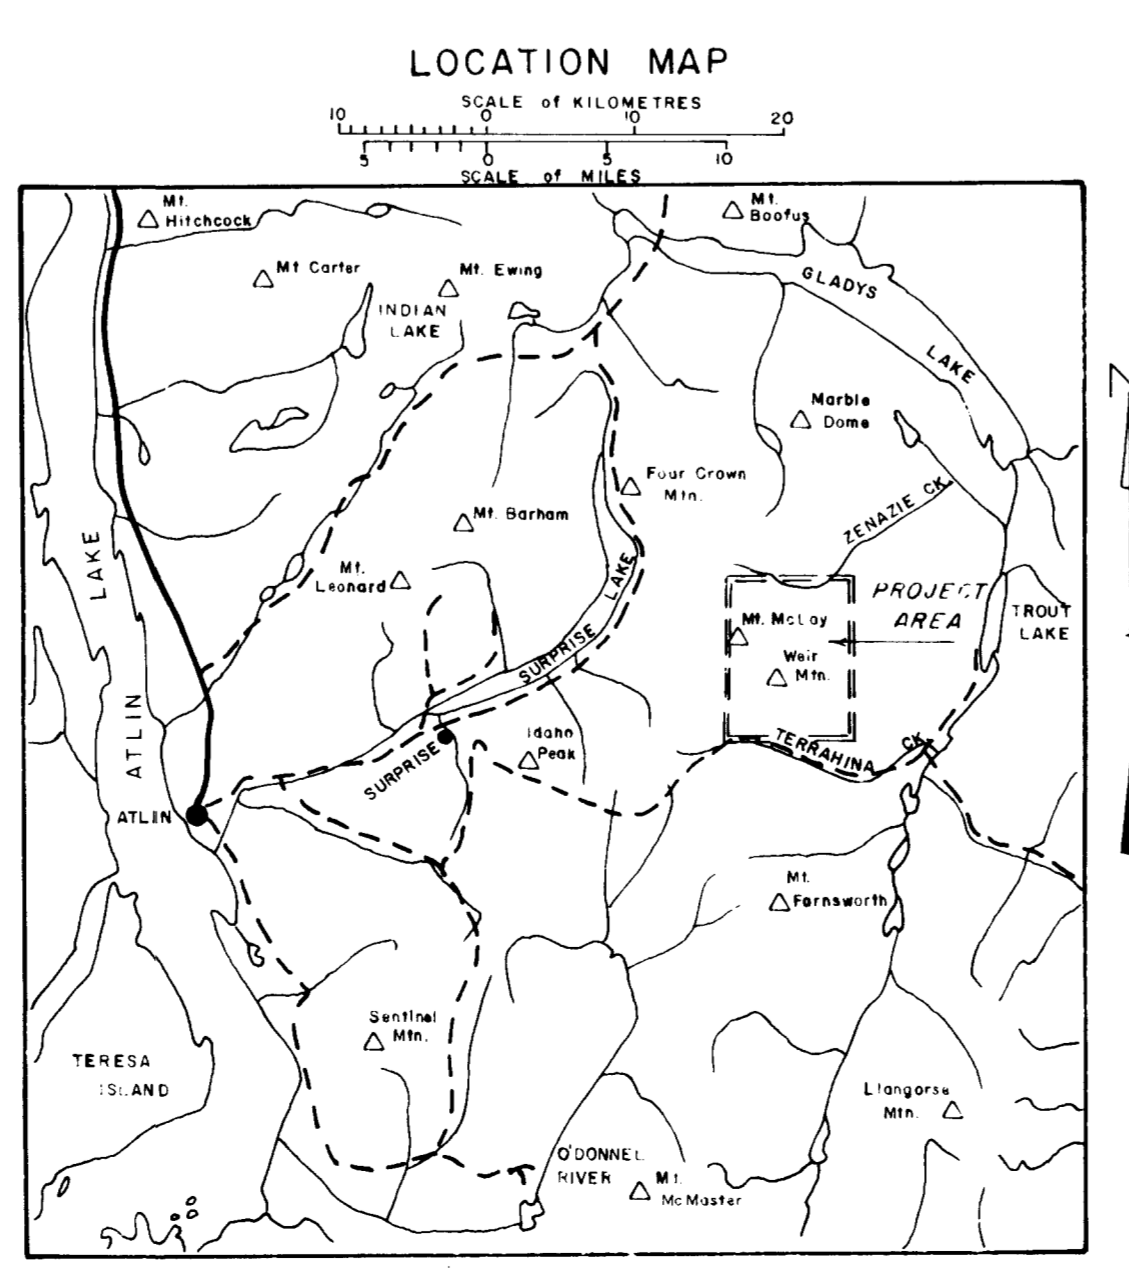 LOCATION MAP
SCALE of KILOMETRES
10 0 10 20
5 0 5 10
SCALE of MILES
Mt.
Hitchcock
Mt.
Boofus
Mt Carter
Mt. Ewing
GLADYS
LAKE
INDIAN
LAKE
Marble
Dome
Four Crown
Mtn.
ZENAZIE CK.
Mt. Barham
Mt.
Leonard
LAKE
ATLIN
SURPRISE
LAKE
PROJECT
AREA
TROUT
LAKE
Mt. McLay
Weir
Mtn.
Idaho
Peak
TERRAHINA
CK.
SURPRISE
ATLIN
Mt.
Farnsworth
Sentinel
Mtn.
TERESA
ISLAND
Llangorse
Mtn.
O'DONNEL
RIVER
Mt.
McMaster